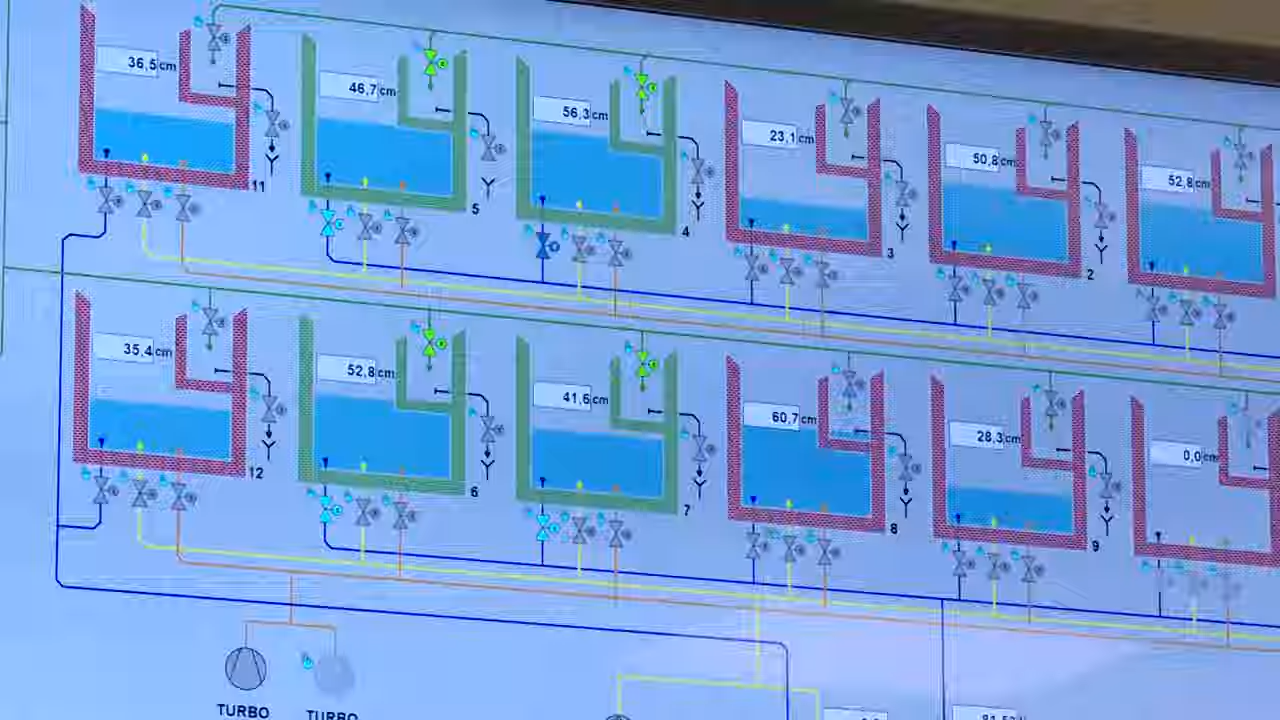 36,5 cm
46,7 cm
56,3 cm
23,1 cm
50,8 cm
52,8 cm
11
5
4
3
2
35,4 cm
52,8 cm
41,6 cm
60,7 cm
28,3 cm
0,0 cm
12
6
7
8
9
TURBO
TURBO